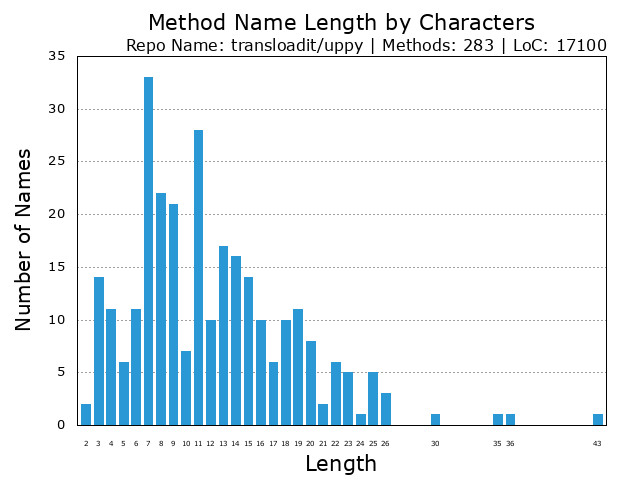 Method Name Length by Characters
Repo Name: transloadit/uppy | Methods: 283 | LoC: 17100
35
30
25
20
15
10
5
0
Number of Names
2 3 4 5 6 7 8 9 10 11 12 13 14 15 16 17 18 19 20 21 22 23 24 25 26 30 35 36 43
Length